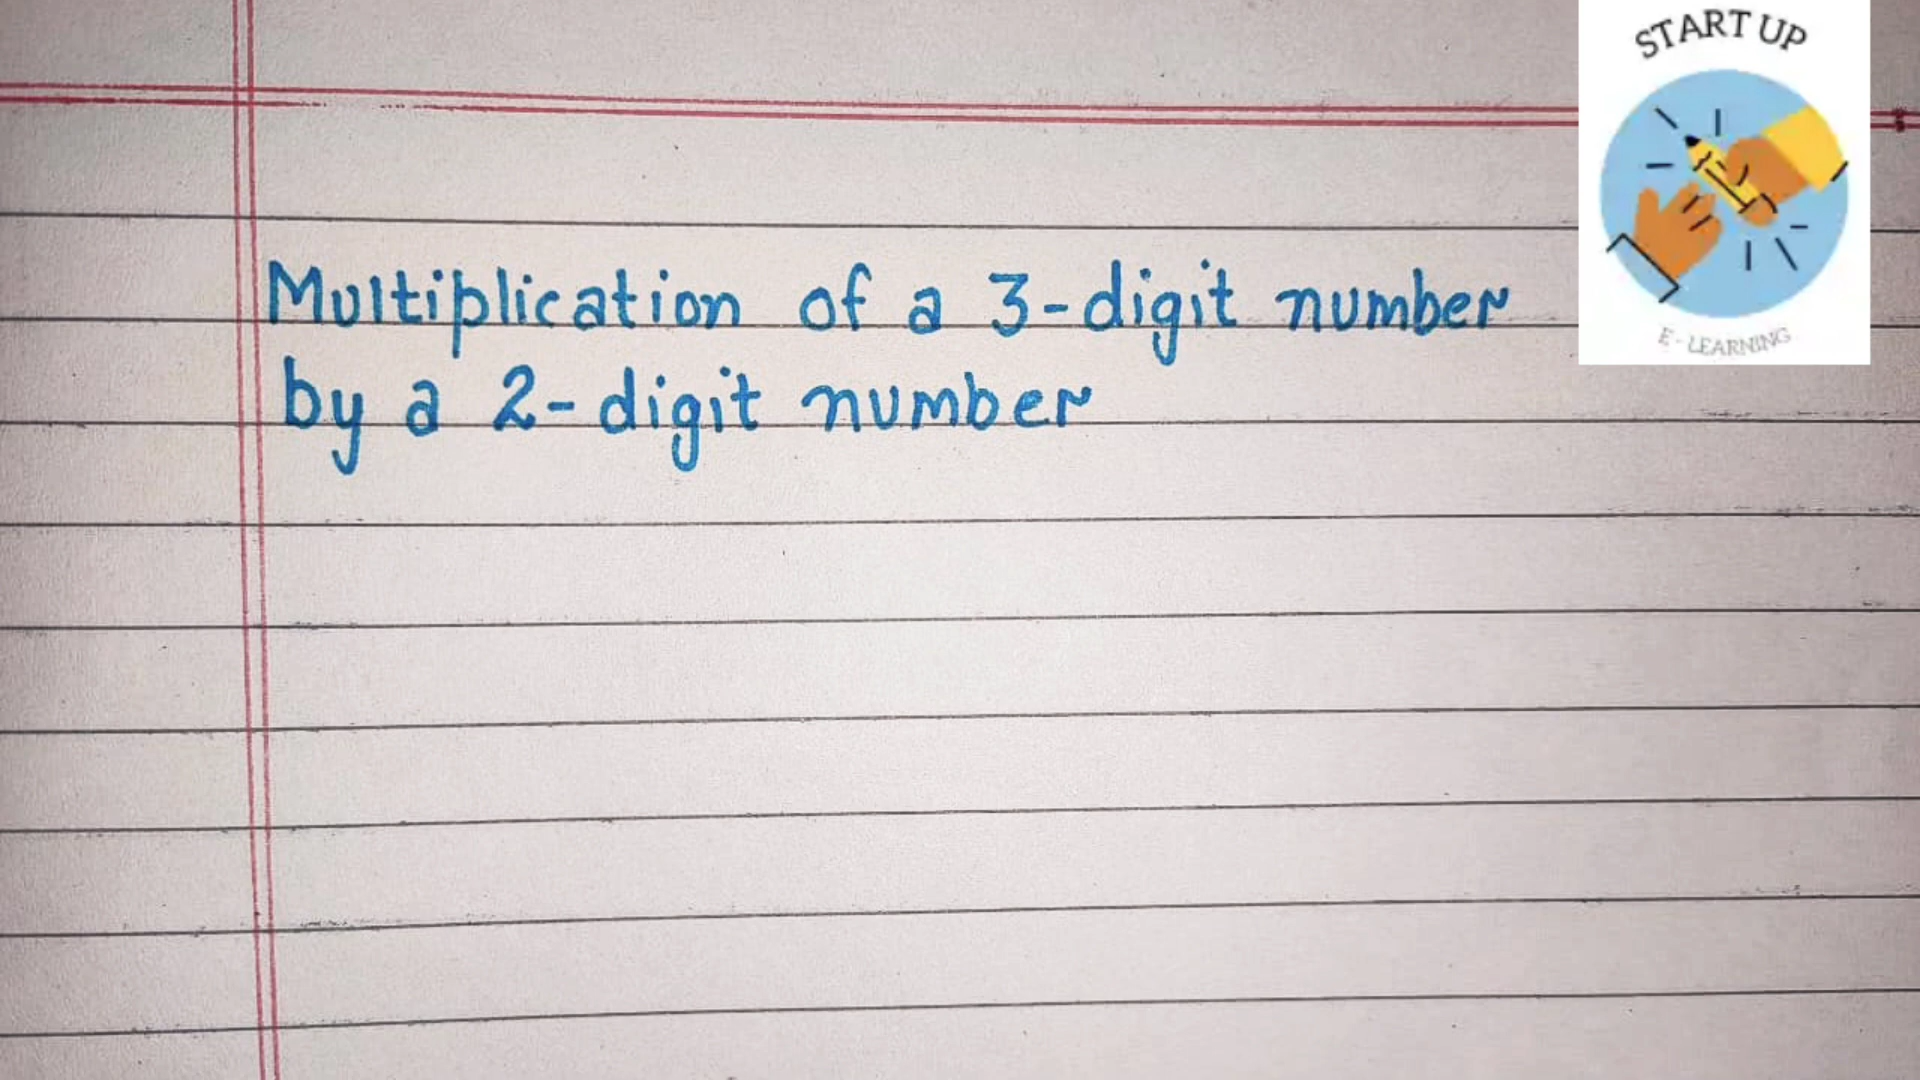 START UP
E-LEARNING
Multiplication of a 3-digit number
by a 2-digit number